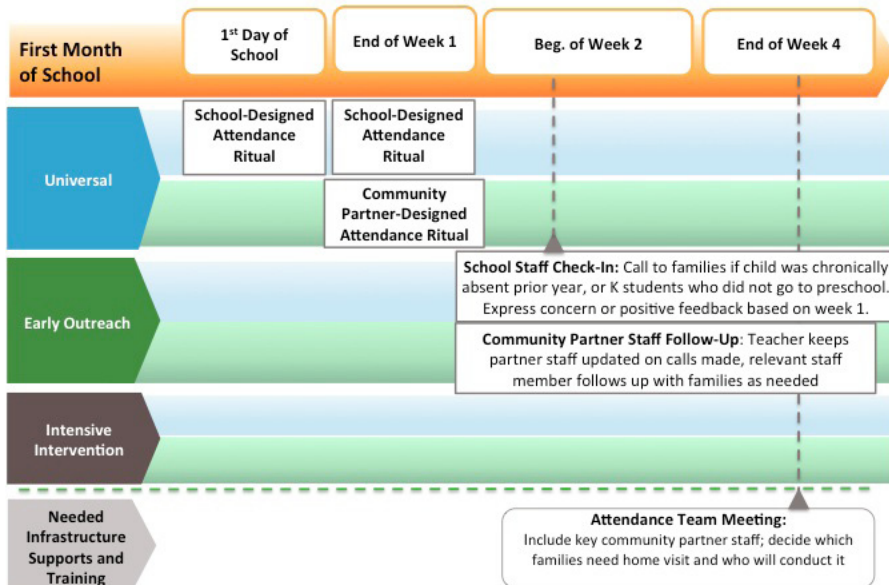 First Month
of School
1st Day of
School
End of Week 1
Beg. of Week 2
End of Week 4
Universal
School-Designed
Attendance
Ritual
School-Designed
Attendance
Ritual
Community
Partner-Designed
Attendance Ritual
Early Outreach
School Staff Check-In: Call to families if child was chronically
absent prior year, or K students who did not go to preschool.
Express concern or positive feedback based on week 1.
Community Partner Staff Follow-Up: Teacher keeps
partner staff updated on calls made, relevant staff
member follows up with families as needed
Intensive
Intervention
Needed
Infrastructure
Supports and
Training
Attendance Team Meeting:
Include key community partner staff; decide which
families need home visit and who will conduct it